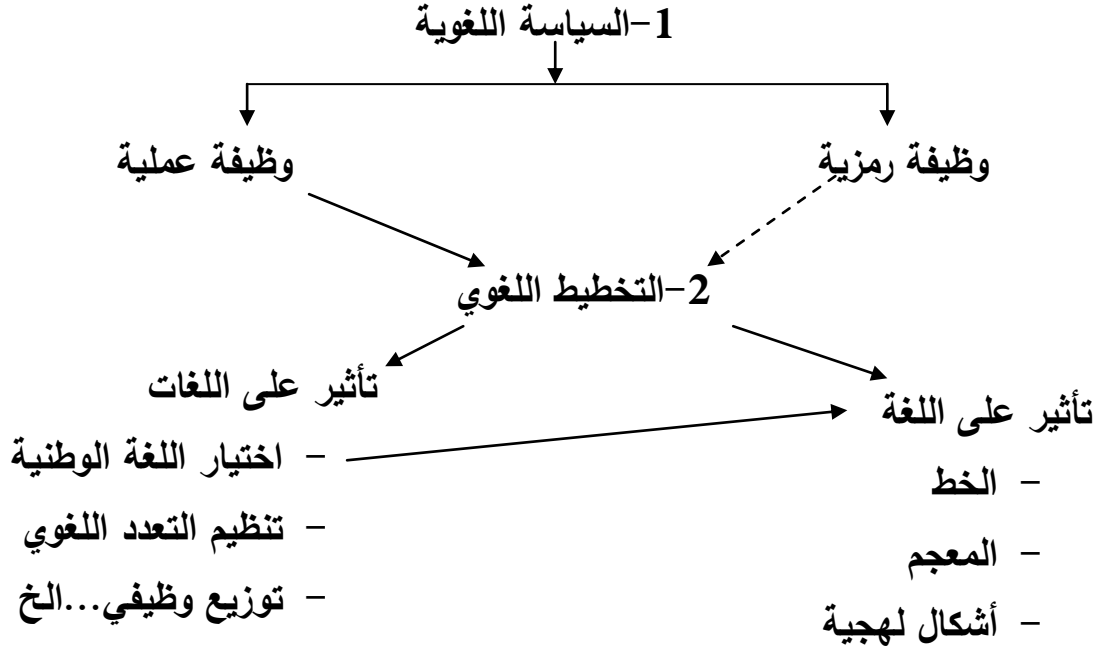 1-السياسة اللغوية
وظيفة رمزية
وظيفة عملية
2-التخطيط اللغوي
تأثير على اللغة
- الخط
- المعجم
- أشكال لهجية
تأثير على اللغات
- اختيار اللغة الوطنية
- تنظيم التعدد اللغوي
- توزيع وظيفي...الخ